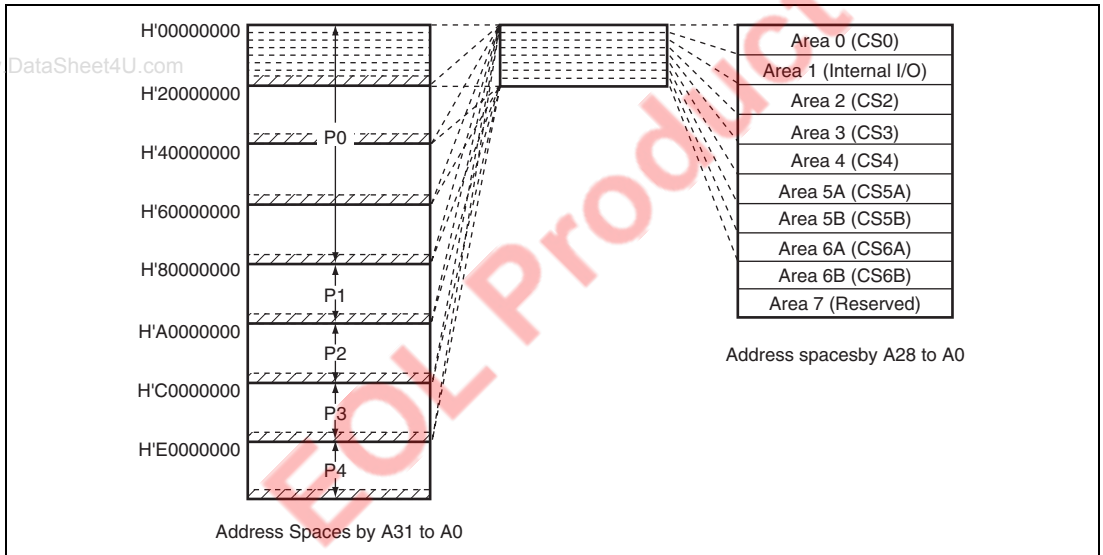 H'00000000
H'20000000
H'40000000
H'60000000
H'80000000
H'A0000000
H'C0000000
H'E0000000
P0
P1
P2
P3
P4
Address Spaces by A31 to A0
Area 0 (CS0)
Area 1 (Internal I/O)
Area 2 (CS2)
Area 3 (CS3)
Area 4 (CS4)
Area 5A (CS5A)
Area 5B (CS5B)
Area 6A (CS6A)
Area 6B (CS6B)
Area 7 (Reserved)
Address spacesby A28 to A0
DataSheet4U.com
EOL Product